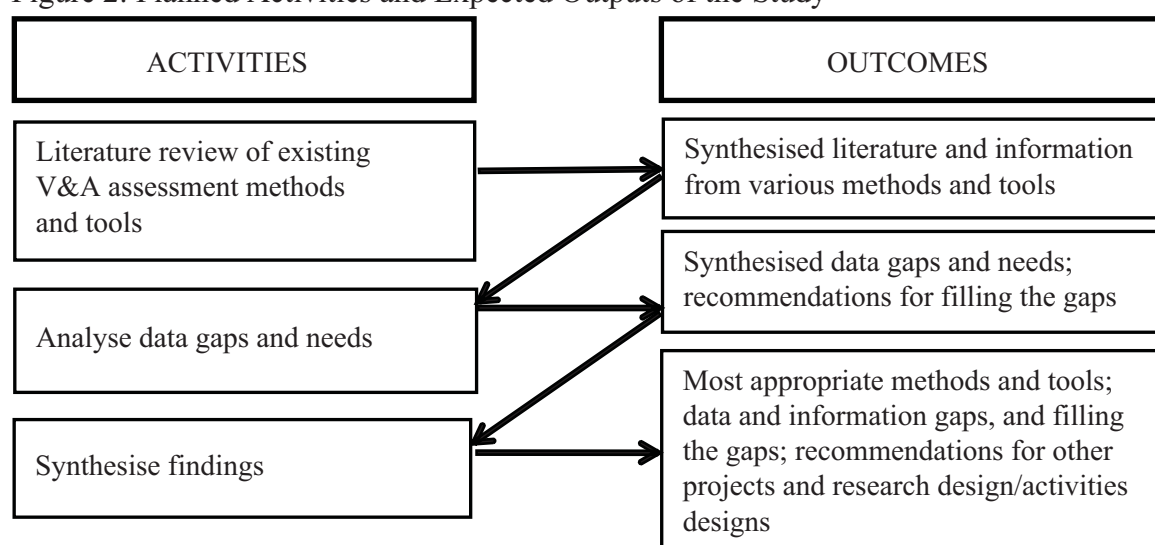 Figure 2: Planned Activities and Expected Outputs of the Study
ACTIVITIES
OUTCOMES
Literature review of existing
V&A assessment methods
and tools
Synthesised literature and information
from various methods and tools
Analyse data gaps and needs
Synthesised data gaps and needs;
recommendations for filling the gaps
Synthesise findings
Most appropriate methods and tools;
data and information gaps, and filling
the gaps; recommendations for other
projects and research design/activities
designs